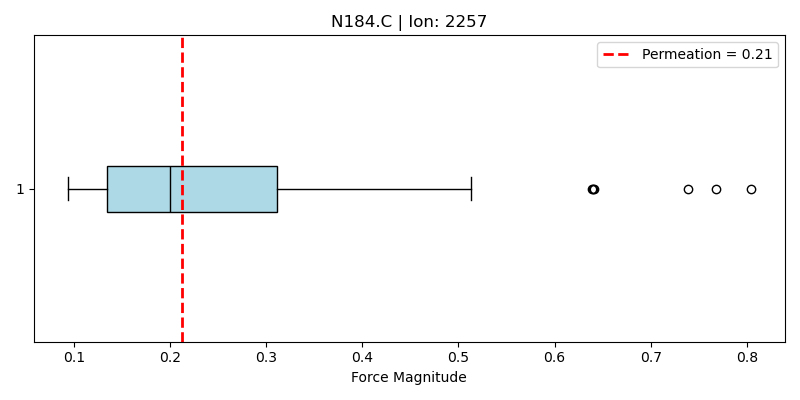 N184.C | Ion: 2257
Permeation = 0.21
1
0.1 0.2 0.3 0.4 0.5 0.6 0.7 0.8
Force Magnitude